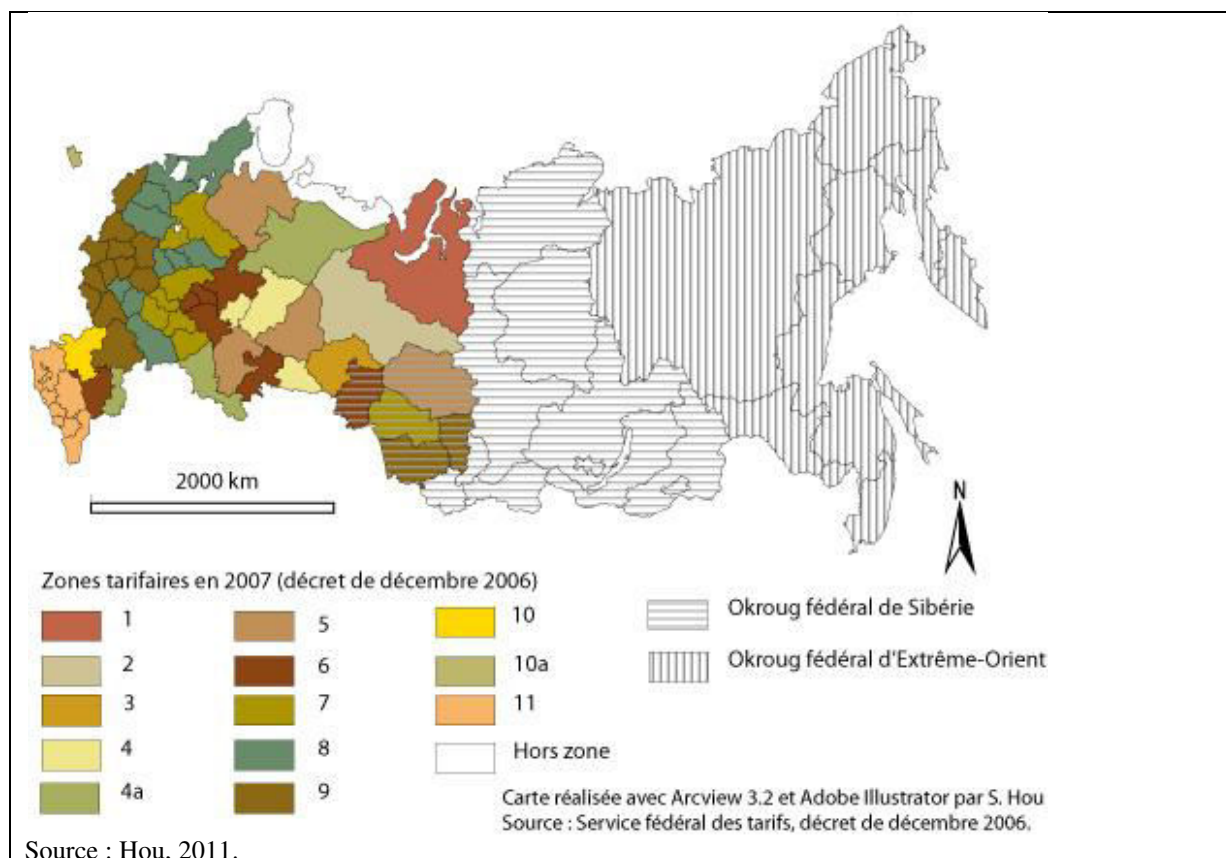 2000 km
N
Zones tarifaires en 2007 (décret de décembre 2006)
1
2
3
4
4a
5
6
7
8
9
10
10a
11
Hors zone
Okroug fédéral de Sibérie
Okroug fédéral d'Extrême-Orient
Carte réalisée avec Arcview 3.2 et Adobe Illustrator par S. Hou
Source : Service fédéral des tarifs, décret de décembre 2006.
Source : Hou, 2011.